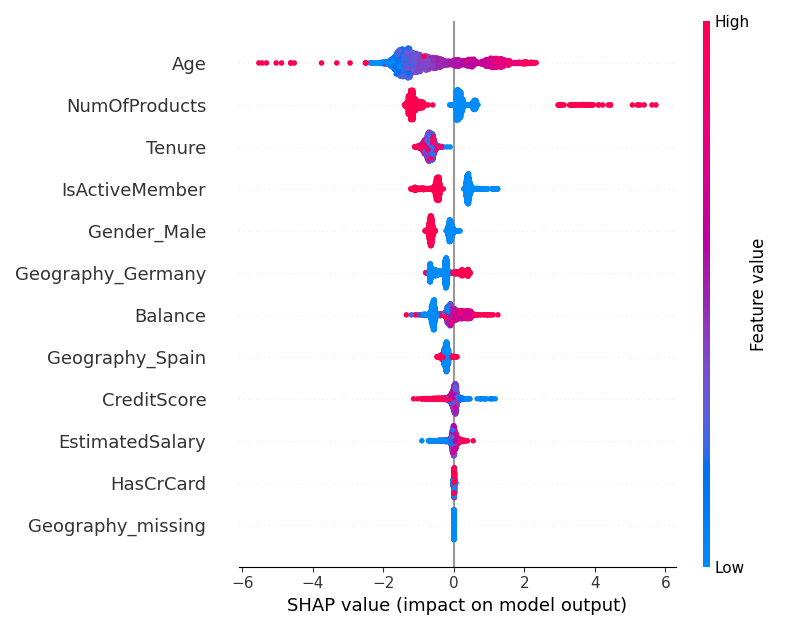 High
Age
NumOfProducts
Tenure
IsActiveMember
Gender_Male
Geography_Germany
Balance
Geography_Spain
CreditScore
EstimatedSalary
HasCrCard
Geography_missing
Feature value
Low
−6 −4 −2 0 2 4 6
SHAP value (impact on model output)